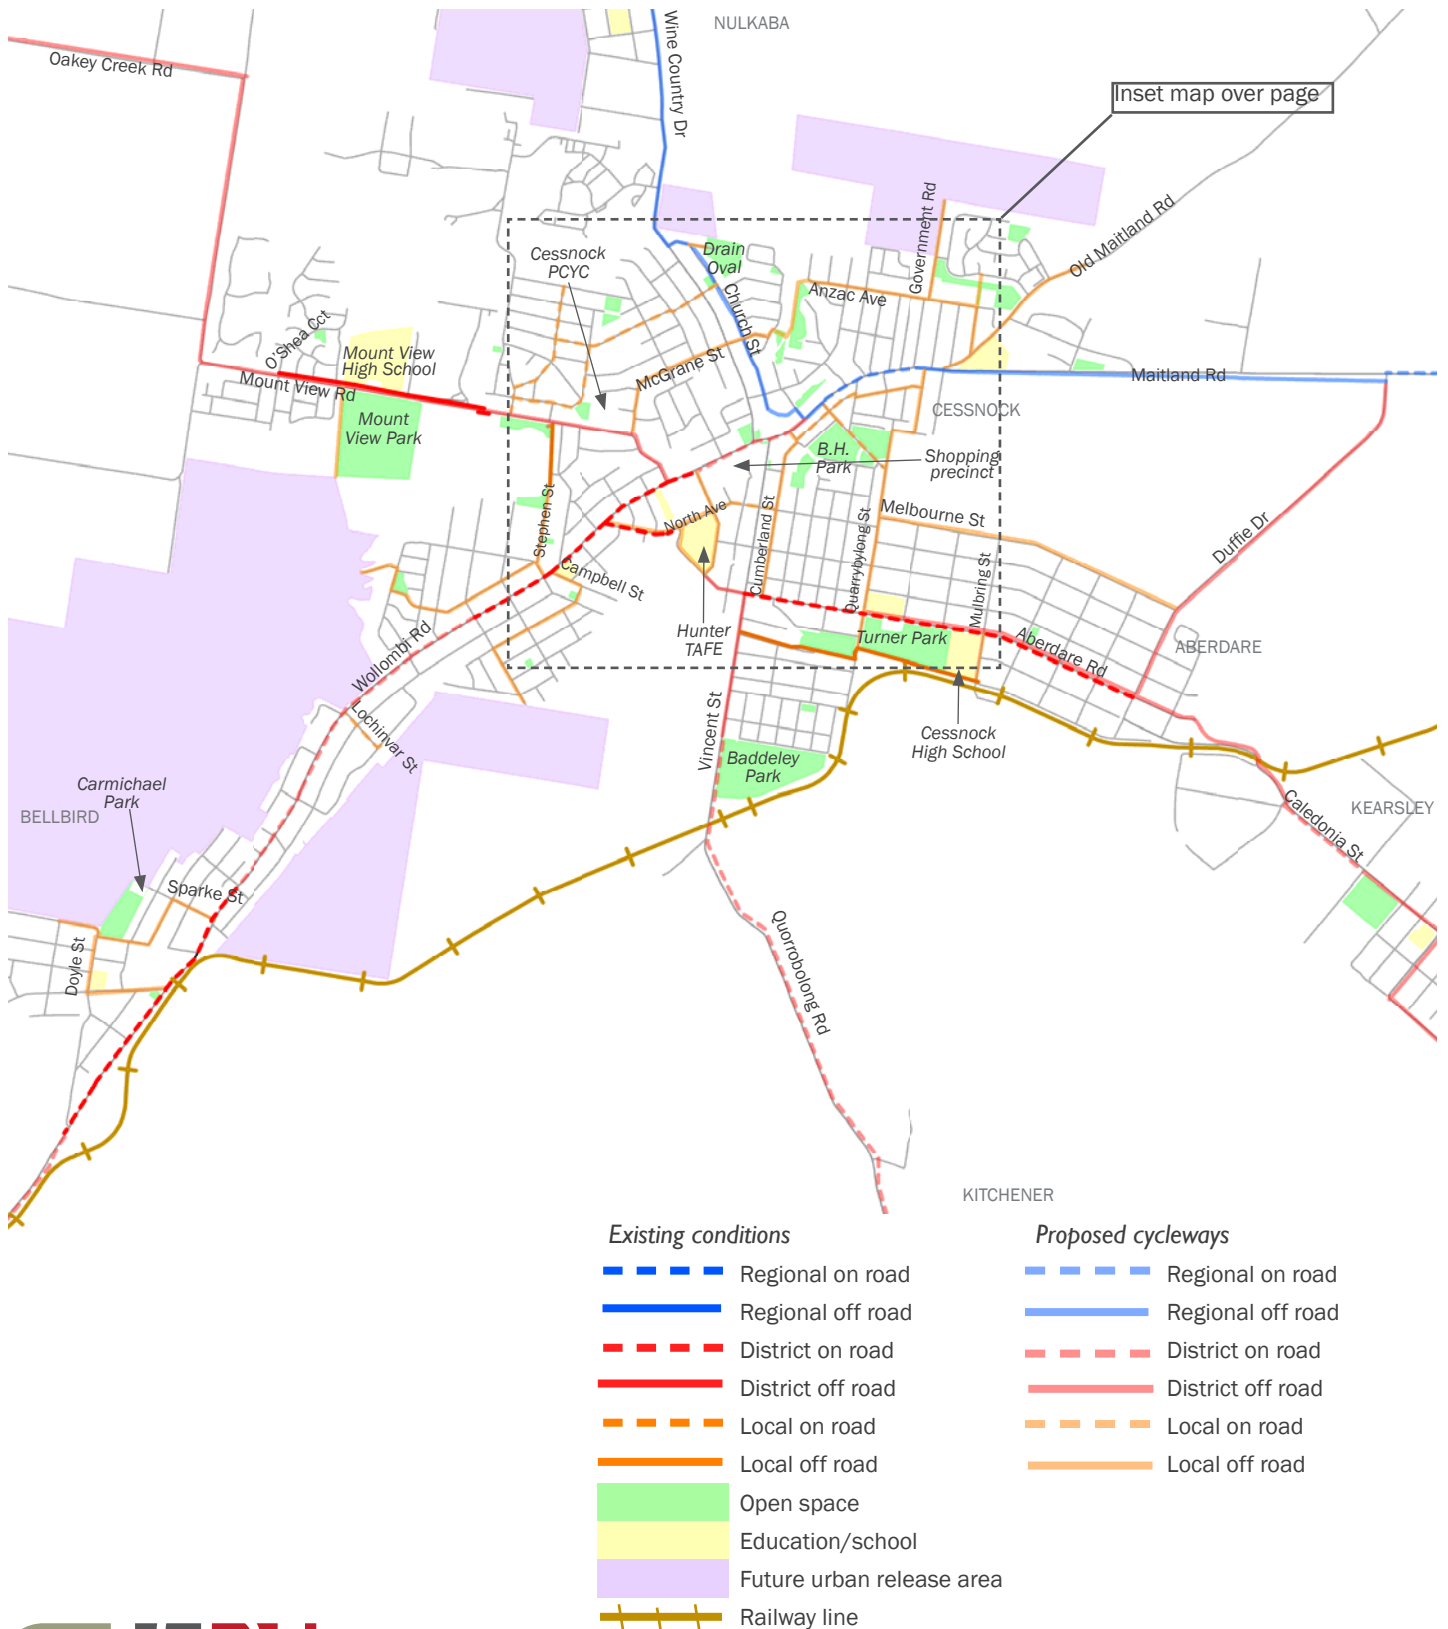 NULKABA
Oakey Creek Rd
Wine Country Dr
Inset map over page
Government Rd
Old Maitland Rd
Cessnock
PCYC
Drain
Oval
Anzac Ave
Church St
O'Shea Cct
Mount View
High School
McGrane St
Mount View Rd
Maitland Rd
CESSNOCK
Mount
View Park
B.H.
Park
Shopping
precinct
Stephen St
North Ave
Cumberland St
Quarrybylong St
Melbourne St
Mulbring St
Duffie Dr
Campbell St
Hunter
TAFE
Turner Park
Aberdare Rd
ABERDARE
Wollombi Rd
Lochinvar St
Vincent St
Cessnock
High School
Baddeley
Park
Carmichael
Park
BELLBIRD
Caledonia St
KEARSLEY
Sparke St
Doyle St
Quorrobolong Rd
KITCHENER
Existing conditions
Regional on road
Regional off road
District on road
District off road
Local on road
Local off road
Open space
Education/school
Future urban release area
Railway line
Proposed cycleways
Regional on road
Regional off road
District on road
District off road
Local on road
Local off road